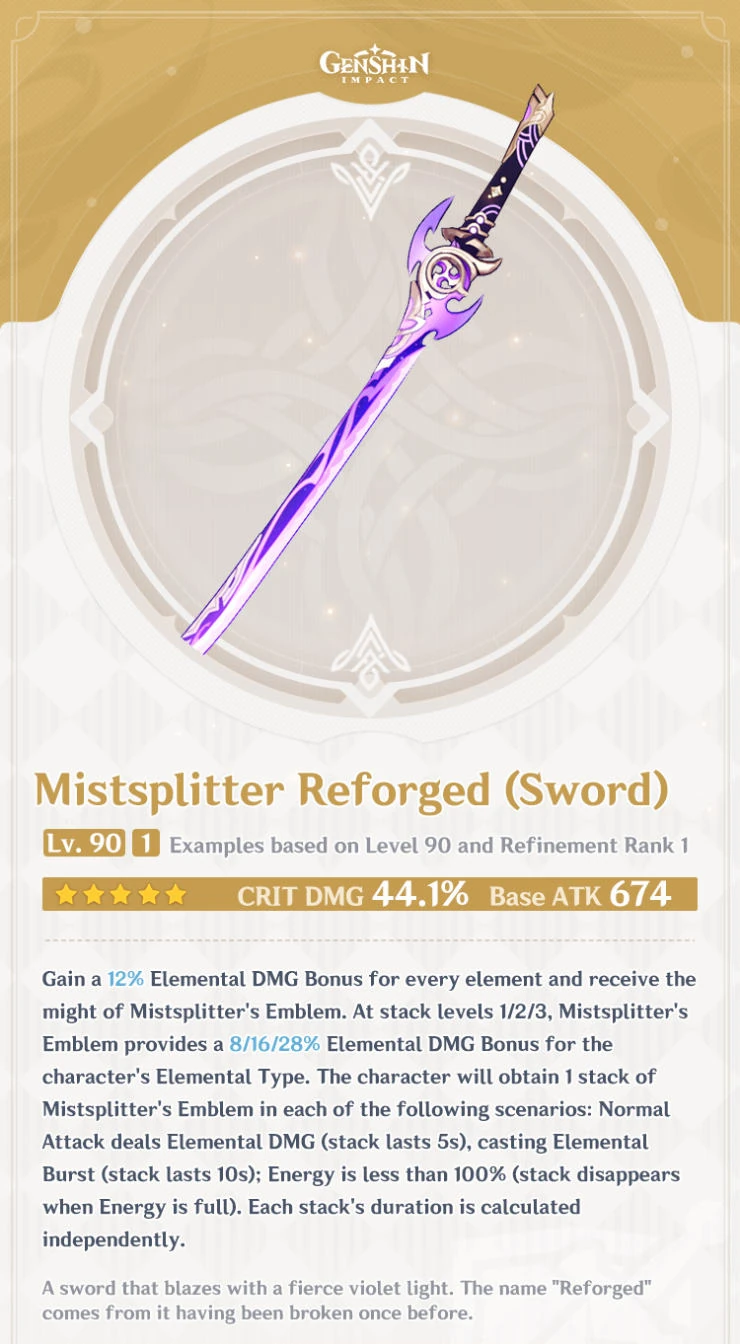 GENSHIN
IMPACT
Mistsplitter Reforged (Sword)
Lv. 90 1 Examples based on Level 90 and Refinement Rank 1
CRIT DMG 44.1% Base ATK 674
Gain a 12% Elemental DMG Bonus for every element and receive the
might of Mistsplitter's Emblem. At stack levels 1/2/3, Mistsplitter's
Emblem provides a 8/16/28% Elemental DMG Bonus for the
character's Elemental Type. The character will obtain 1 stack of
Mistsplitter's Emblem in each of the following scenarios: Normal
Attack deals Elemental DMG (stack lasts 5s), casting Elemental
Burst (stack lasts 10s); Energy is less than 100% (stack disappears
when Energy is full). Each stack's duration is calculated
independently.
A sword that blazes with a fierce violet light. The name "Reforged"
comes from it having been broken once before.